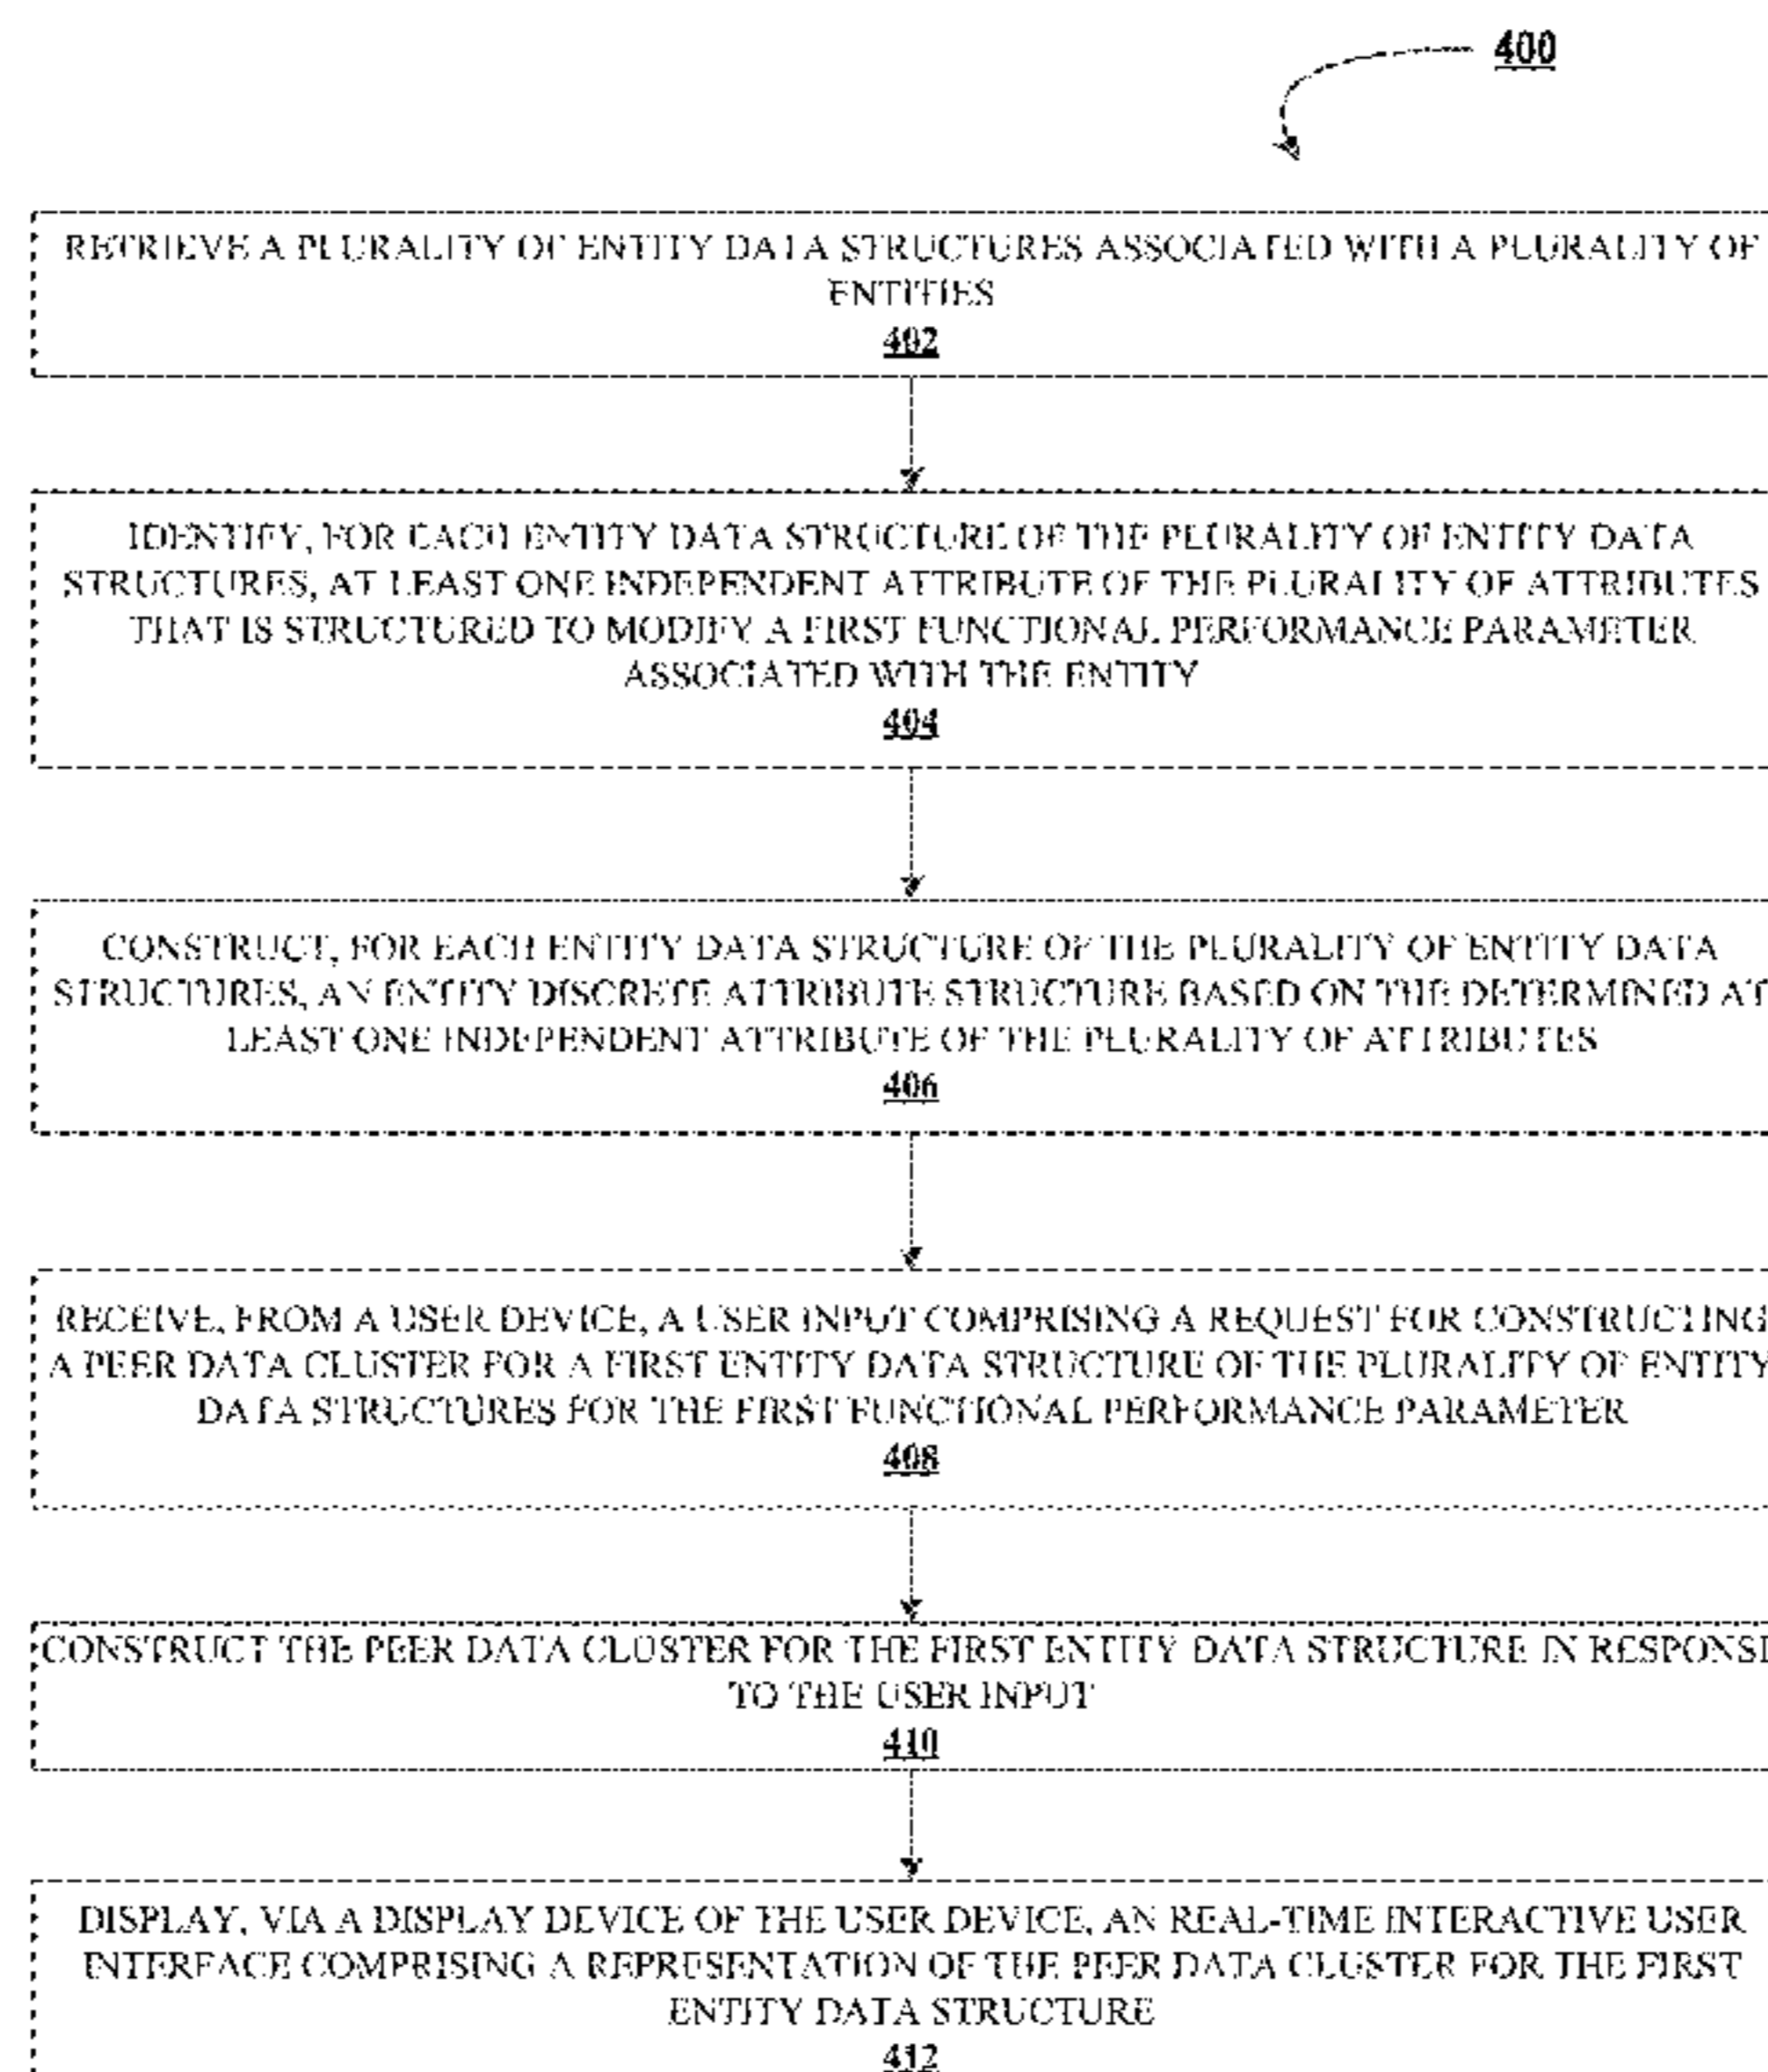 400
RETRIEVE A PLURALITY OF ENTITY DATA STRUCTURES ASSOCIATED WITH A PLURALITY OF
ENTITIES
402
IDENTIFY, FOR EACH ENTITY DATA STRUCTURE OF THE PLURALITY OF ENTITY DATA
STRUCTURES, AT LEAST ONE INDEPENDENT ATTRIBUTE OF THE PLURALITY OF ATTRIBUTES
THAT IS STRUCTURED TO MODIFY A FIRST FUNCTIONAL PERFORMANCE PARAMETER
ASSOCIATED WITH THE ENTITY
404
CONSTRUCT, FOR EACH ENTITY DATA STRUCTURE OF THE PLURALITY OF ENTITY DATA
STRUCTURES, AN ENTITY DISCRETE ATTRIBUTE STRUCTURE BASED ON THE DETERMINED AT
LEAST ONE INDEPENDENT ATTRIBUTE OF THE PLURALITY OF ATTRIBUTES
406
RECEIVE, FROM A USER DEVICE, A USER INPUT COMPRISING A REQUEST FOR CONSTRUCTING
A PEER DATA CLUSTER FOR A FIRST ENTITY DATA STRUCTURE OF THE PLURALITY OF ENTITY
DATA STRUCTURES FOR THE FIRST FUNCTIONAL PERFORMANCE PARAMETER
408
CONSTRUCT THE PEER DATA CLUSTER FOR THE FIRST ENTITY DATA STRUCTURE IN RESPONSE
TO THE USER INPUT
410
DISPLAY, VIA A DISPLAY DEVICE OF THE USER DEVICE, AN REAL-TIME INTERACTIVE USER
INTERFACE COMPRISING A REPRESENTATION OF THE PEER DATA CLUSTER FOR THE FIRST
ENTITY DATA STRUCTURE
412